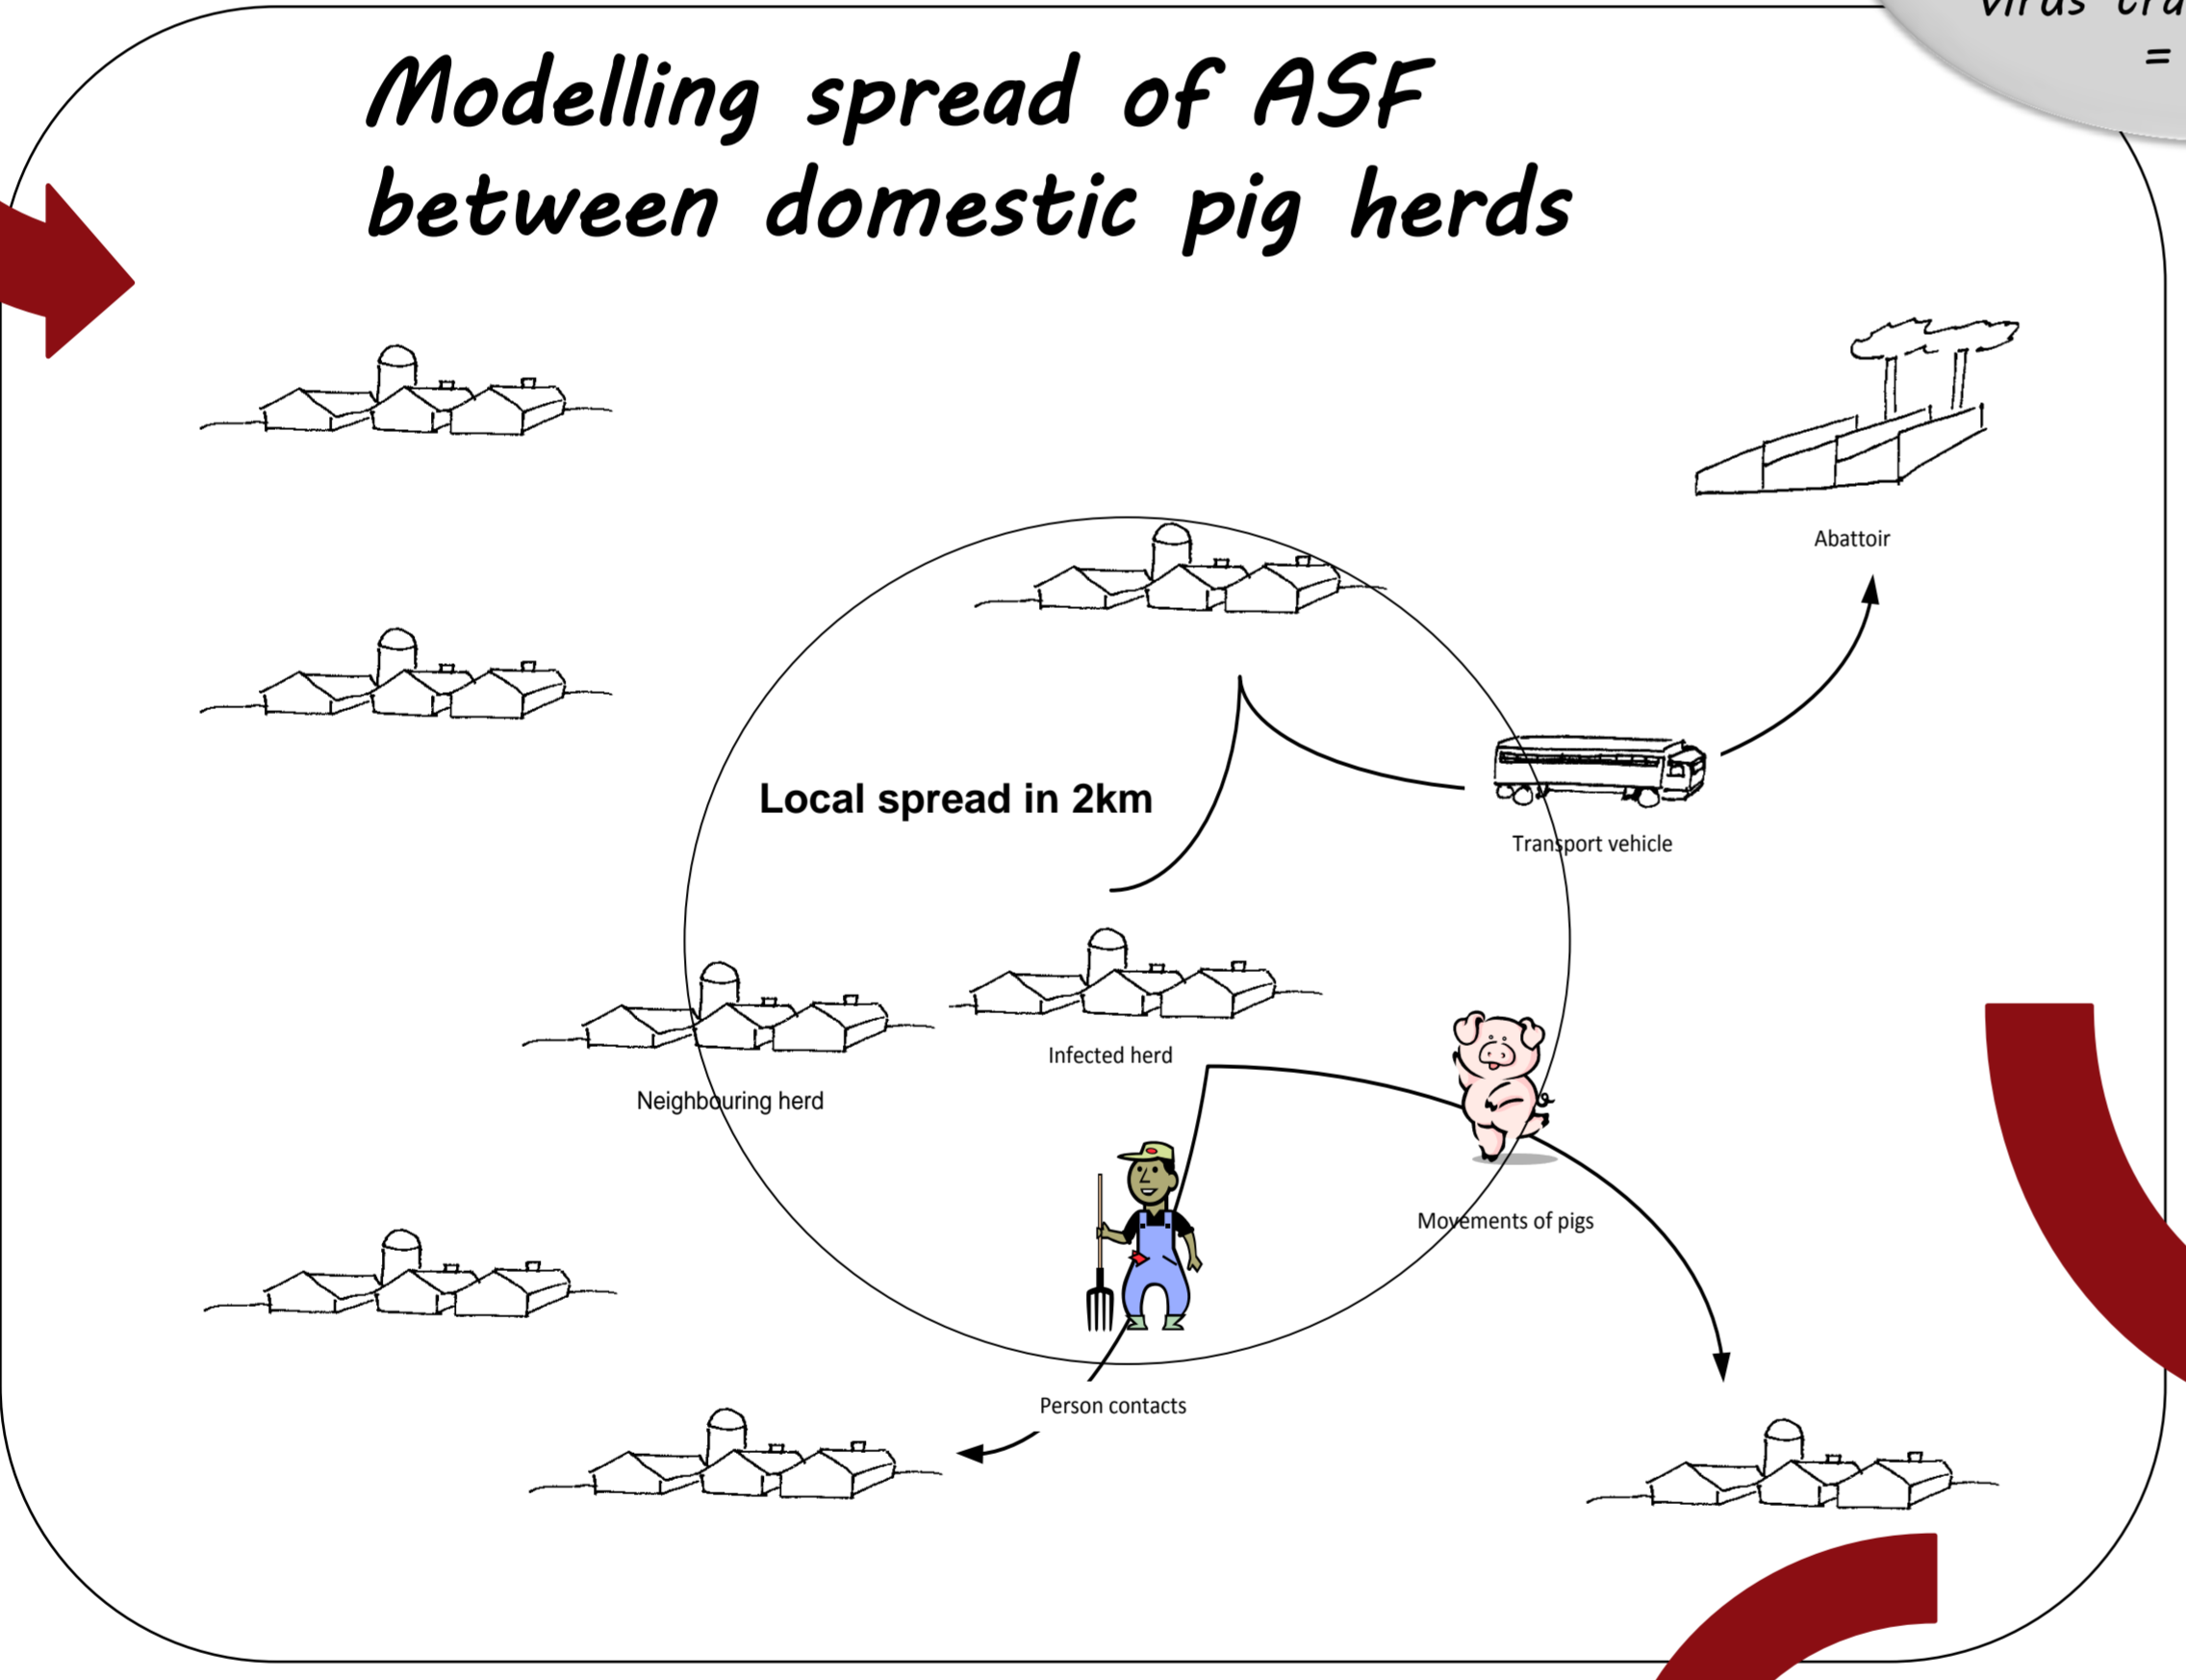 Modelling spread of ASF
between domestic pig herds
virus
=
Abattoir
Local spread in 2km
Transport vehicle
Infected herd
Neighbouring herd
Movements of pigs
Person contacts